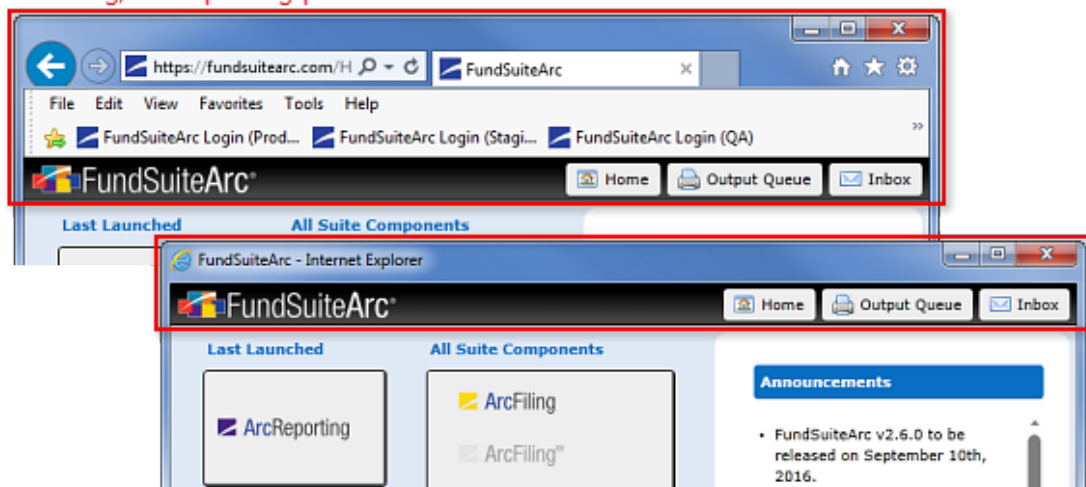 https://fundsuitearc.com/H
FundSuiteArc
File Edit View Favorites Tools Help
FundSuiteArc Login (Prod... FundSuiteArc Login (Stagi... FundSuiteArc Login (QA)
FundSuiteArc® Home Output Queue Inbox
Last Launched All Suite Components
FundSuiteArc - Internet Explorer
FundSuiteArc® Home Output Queue Inbox
Last Launched All Suite Components
Announcements
ArcReporting
ArcFiling
ArcFiling™
• FundSuiteArc v2.6.0 to be
released on September 10th,
2016.